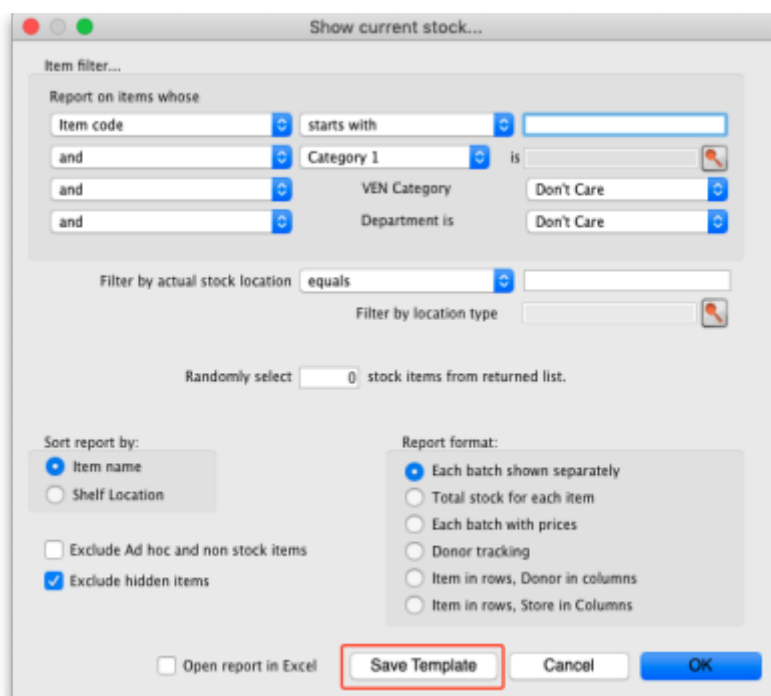 Show current stock...
Item filter...
Report on items whose
Item code starts with
and Category 1 is
and VEN Category Don't Care
and Department is Don't Care
Filter by actual stock location equals
Filter by location type
Randomly select 0 stock items from returned list.
Sort report by:
Item name
Shelf Location
Exclude Ad hoc and non stock items
Exclude hidden items
Report format:
Each batch shown separately
Total stock for each item
Each batch with prices
Donor tracking
Item in rows, Donor in columns
Item in rows, Store in Columns
Open report in Excel Save Template Cancel OK